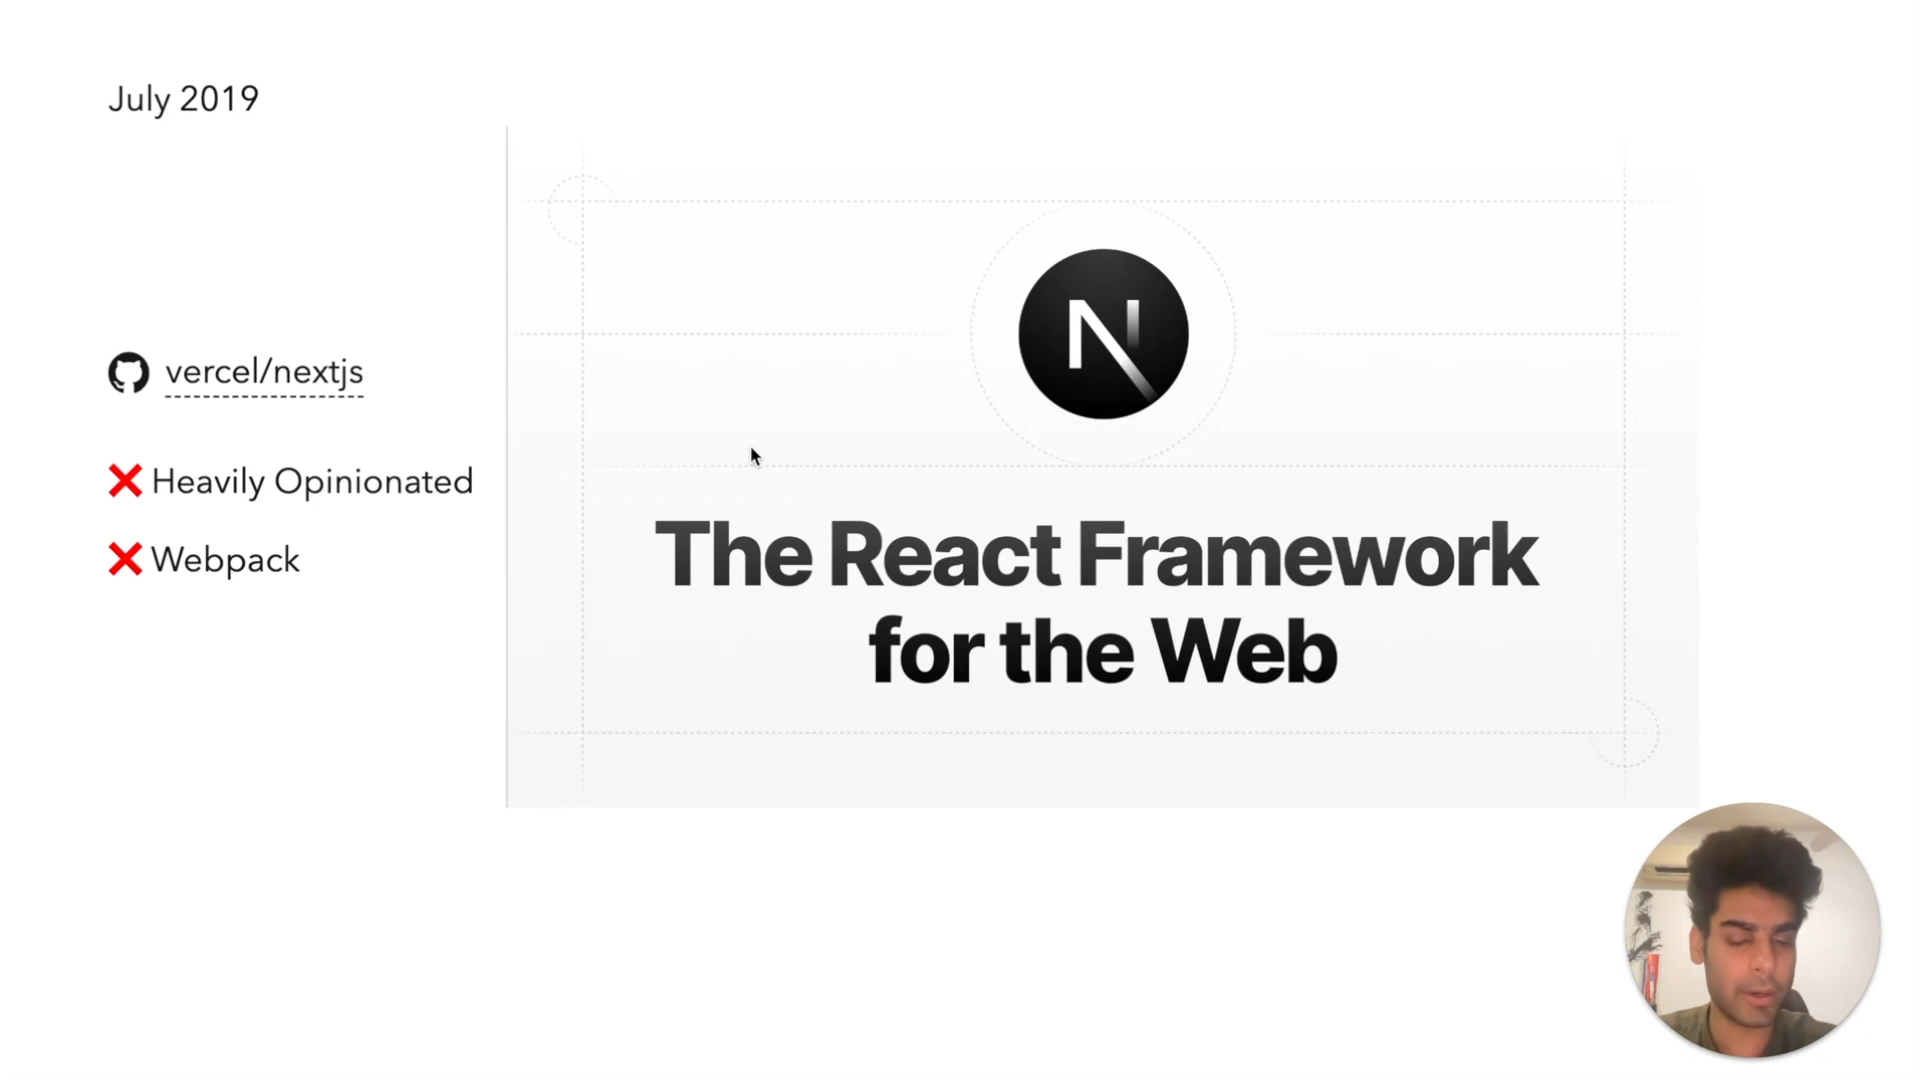 July 2019
vercel/nextjs
❌ Heavily Opinionated
❌ Webpack
N
The React Framework
for the Web